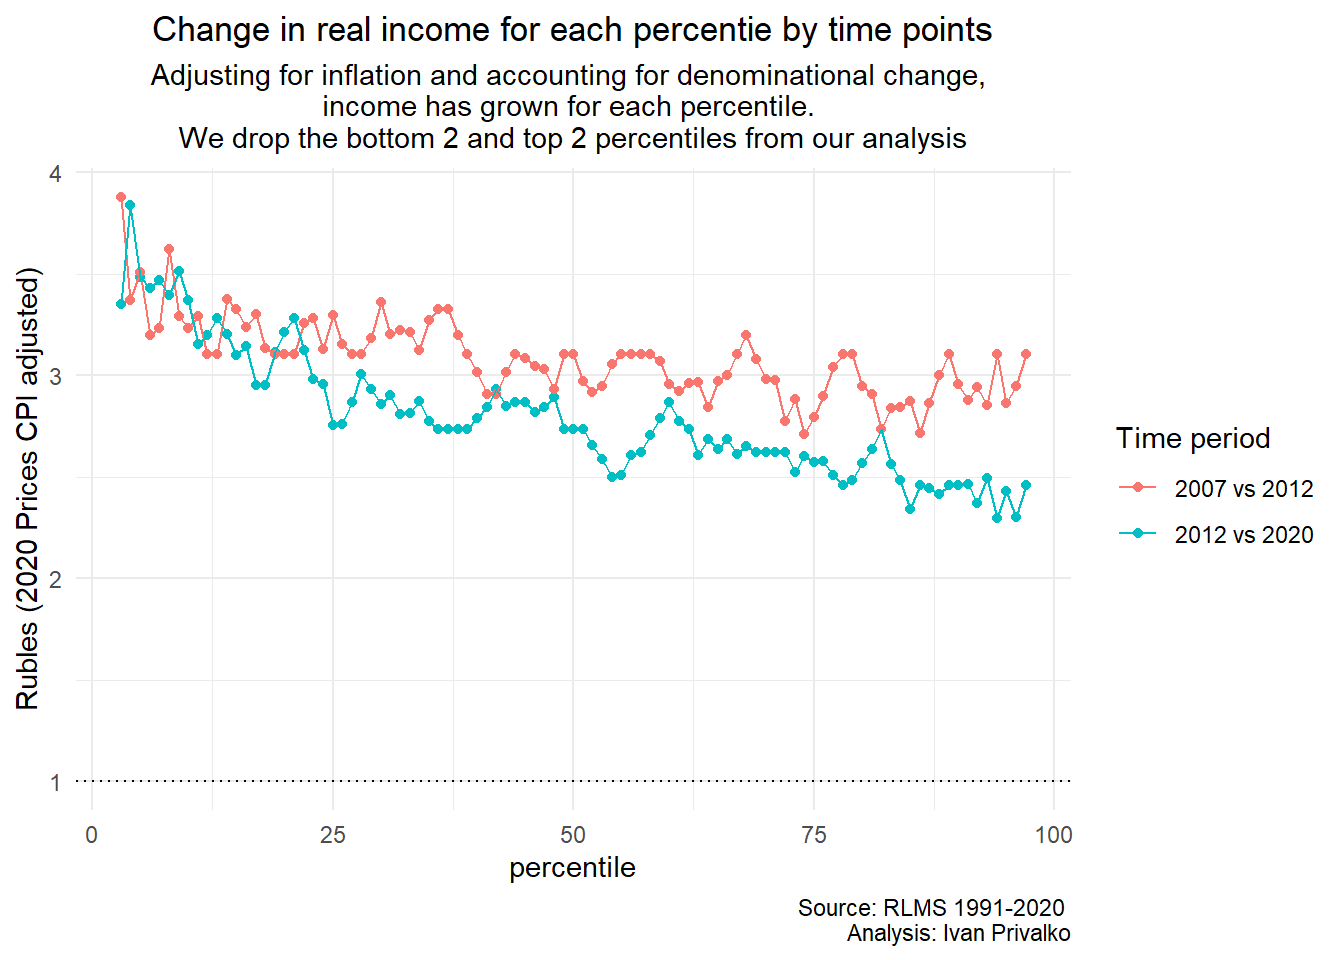 Change in real income for each percentie by time points
Adjusting for inflation and accounting for denominational change,
income has grown for each percentile.
We drop the bottom 2 and top 2 percentiles from our analysis
Rubles (2020 Prices CPI adjusted)
4
3
2
1
0
25
50
75
100
percentile
Time period
2007 vs 2012
2012 vs 2020
Source: RLMS 1991-2020
Analysis: Ivan Privalko